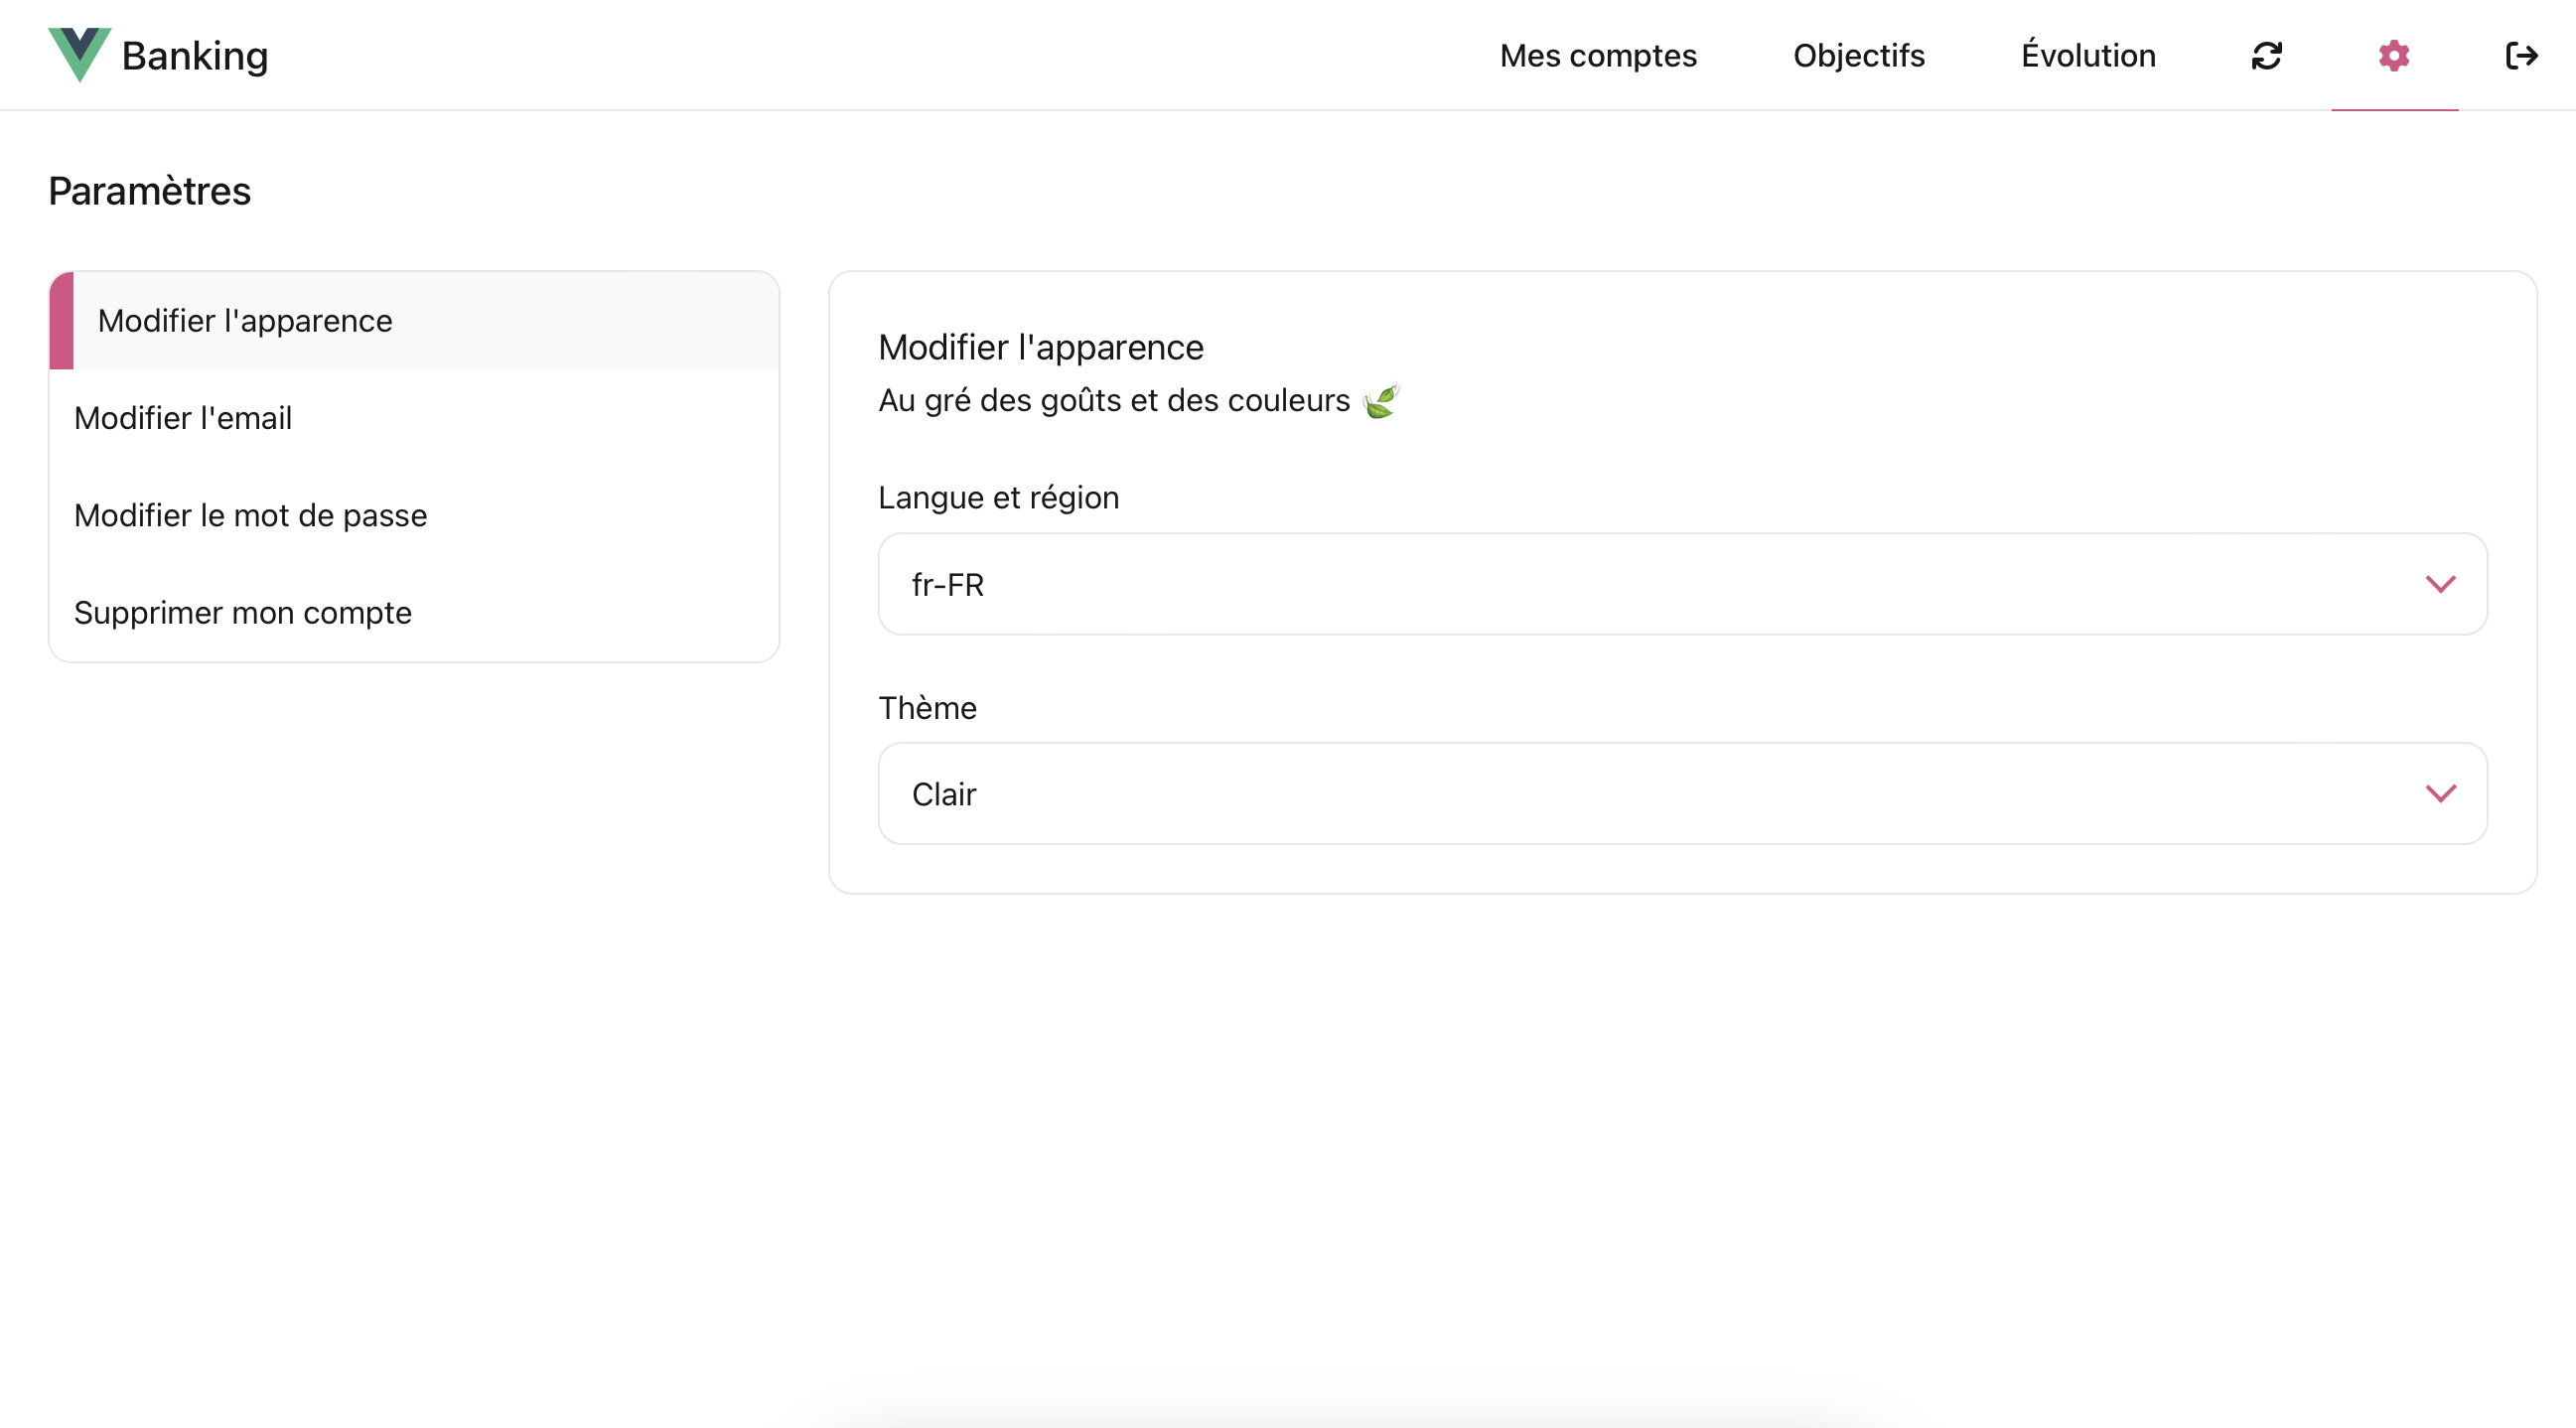 Banking
Mes comptes
Objectifs
Évolution
Paramètres
Modifier l'apparence
Modifier l'email
Modifier le mot de passe
Supprimer mon compte
Modifier l'apparence
Au gré des goûts et des couleurs 🌿
Langue et région
fr-FR
Thème
Clair